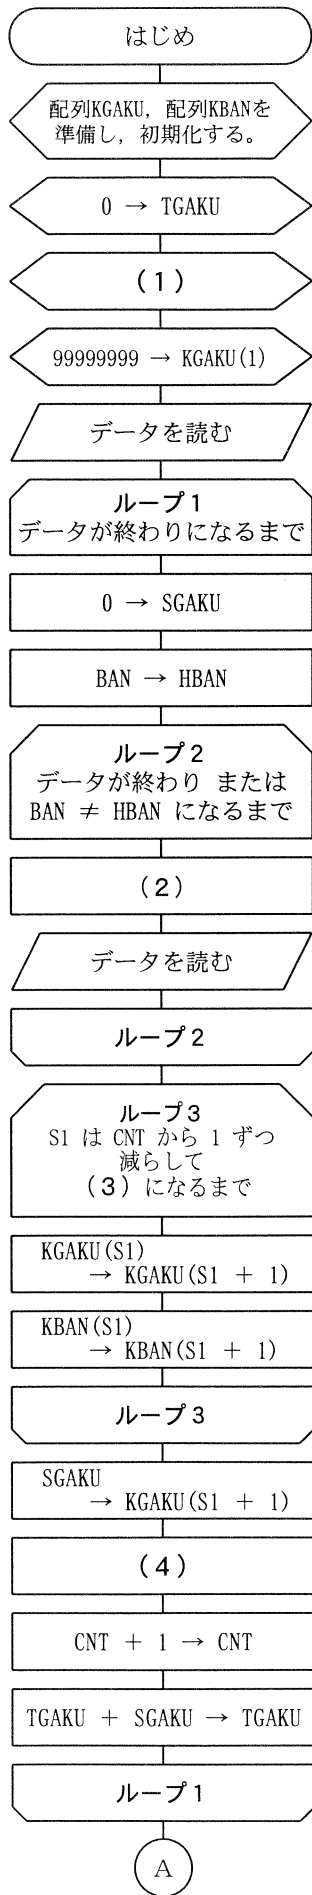 はじめ
配列KGAKU，配列KBANを
準備し，初期化する。
0 → TGAKU
(1)
99999999 → KGAKU(1)
データを読む
ループ1
データが終わりになるまで
0 → SGAKU
BAN → HBAN
ループ2
データが終わり または
BAN ≠ HBAN になるまで
(2)
データを読む
ループ2
ループ3
S1 は CNT から 1 ずつ
減らして
(3) になるまで
KGAKU(S1)
→ KGAKU(S1 + 1)
KBAN(S1)
→ KBAN(S1 + 1)
ループ3
SGAKU
→ KGAKU(S1 + 1)
(4)
CNT + 1 → CNT
TGAKU + SGAKU → TGAKU
ループ1
A